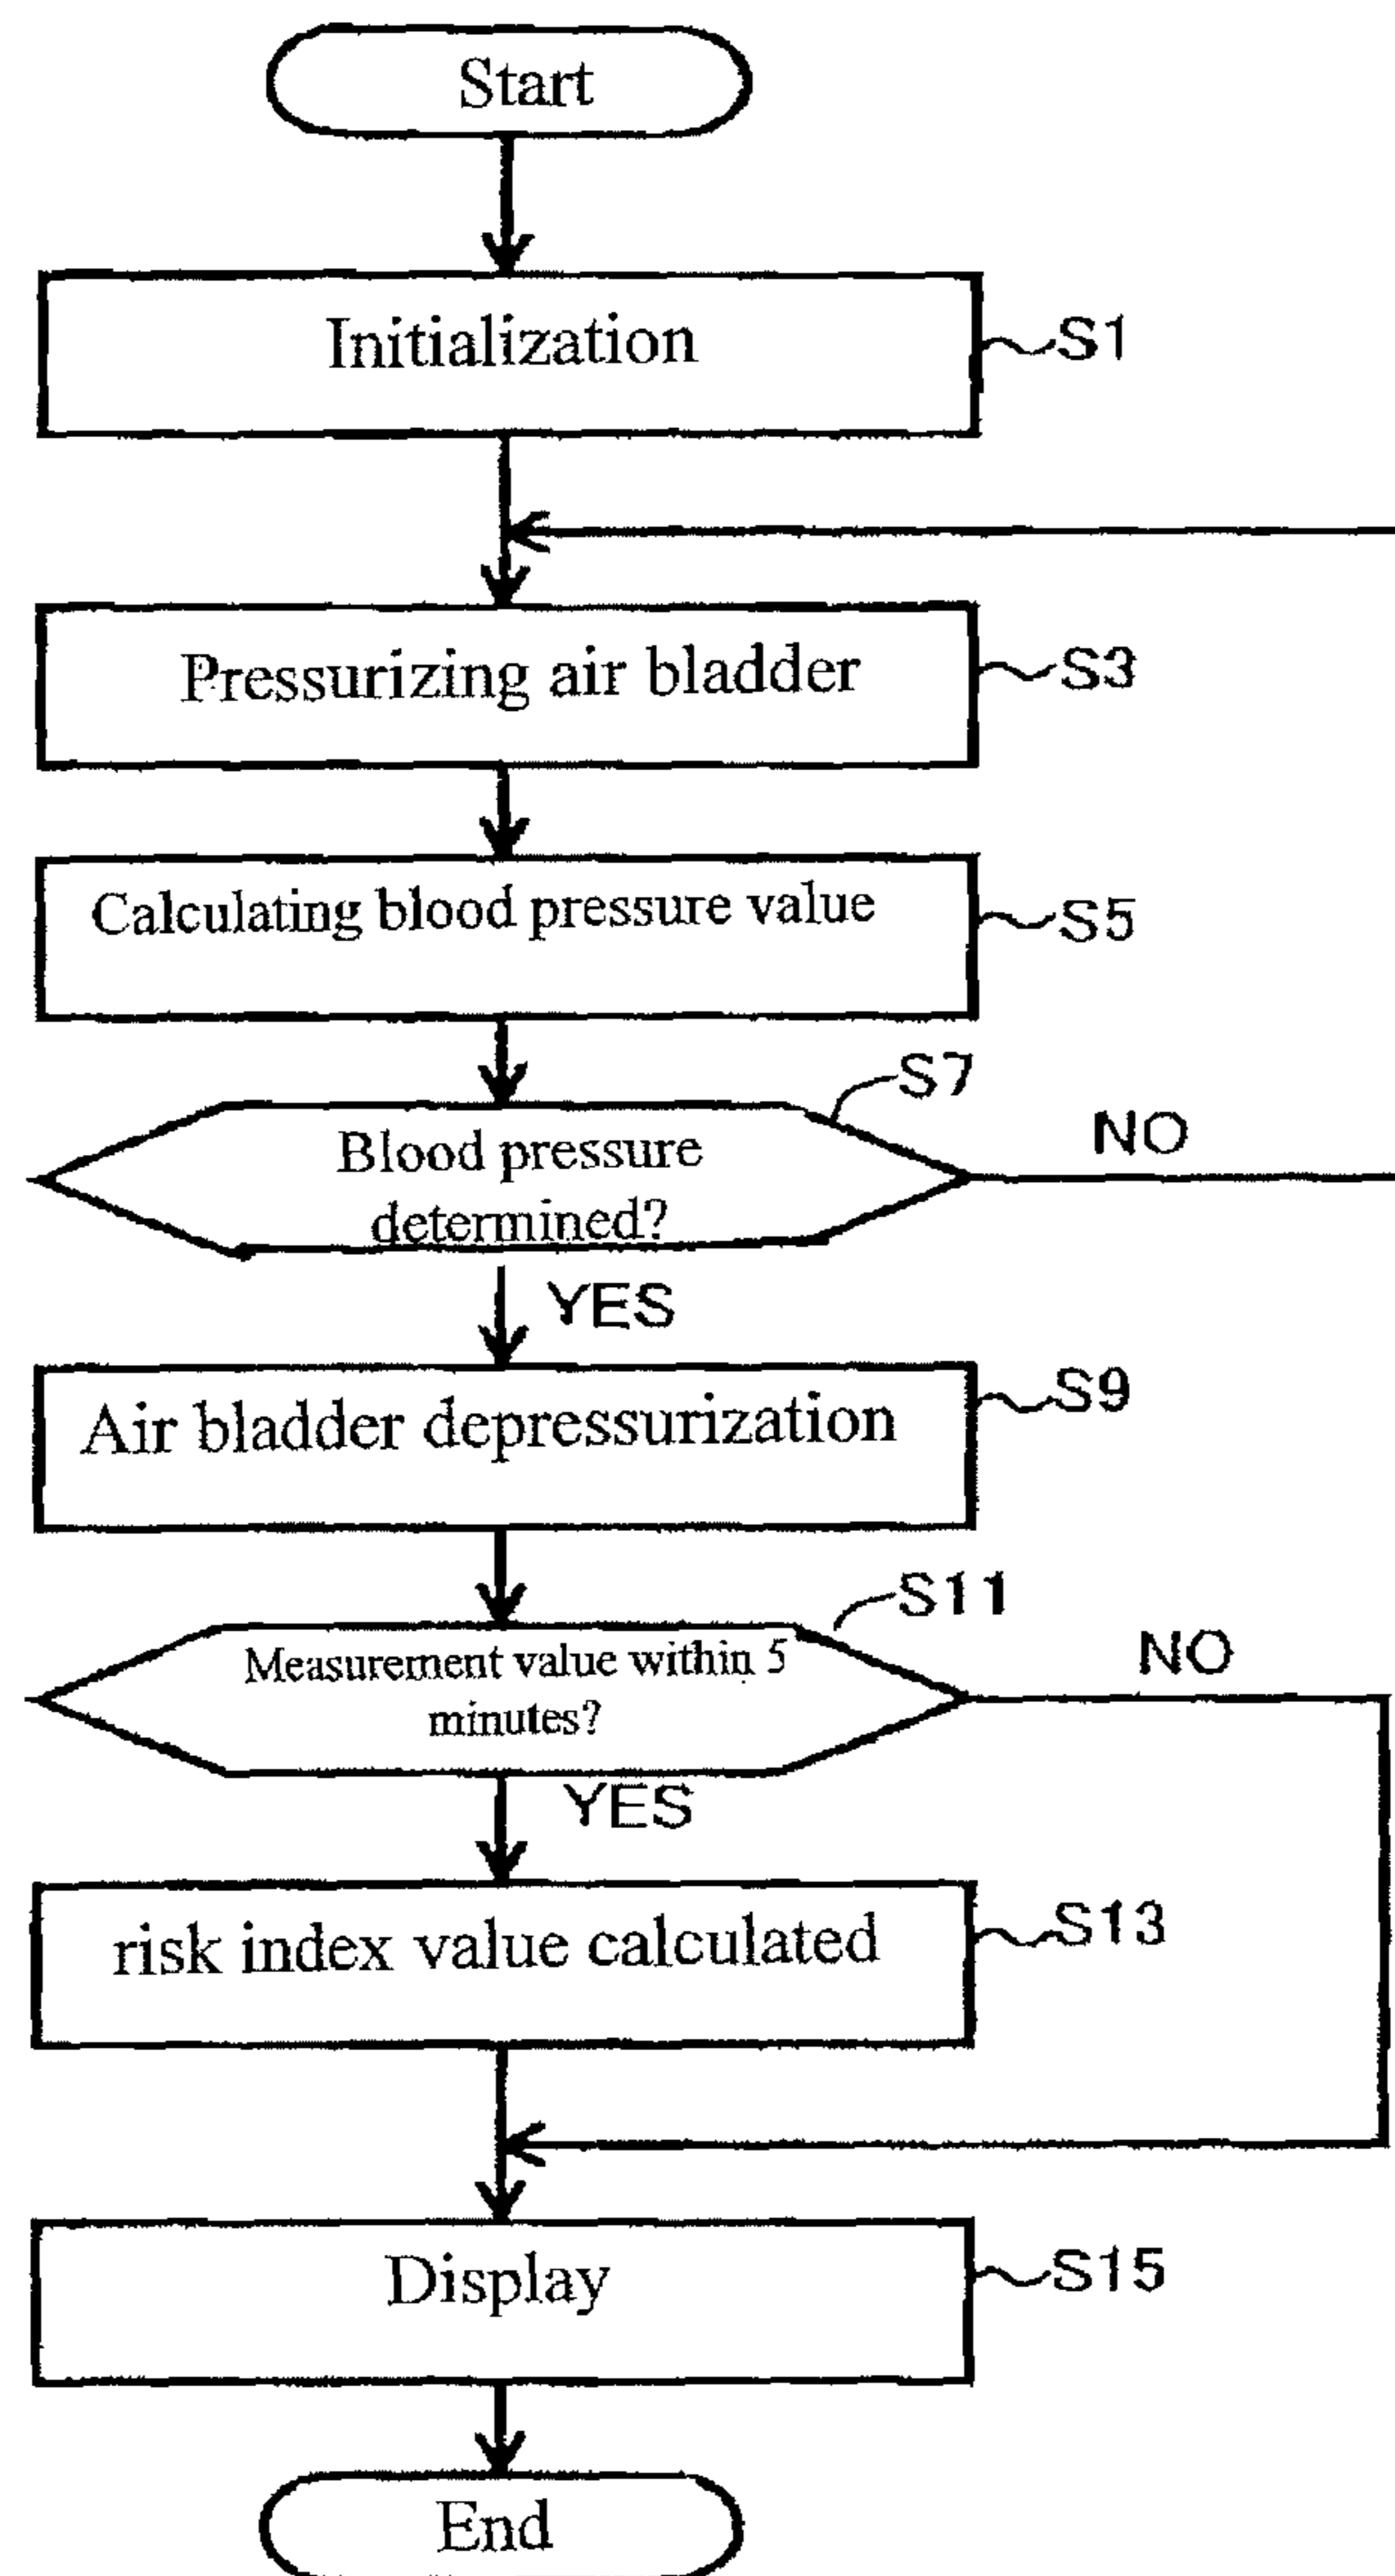 Start
Initialization
S1
Pressurizing air bladder
S3
Calculating blood pressure value
S5
S7
Blood pressure
determined?
NO
YES
Air bladder depressurization
S9
S11
Measurement value within 5
minutes?
NO
YES
risk index value calculated
S13
Display
S15
End